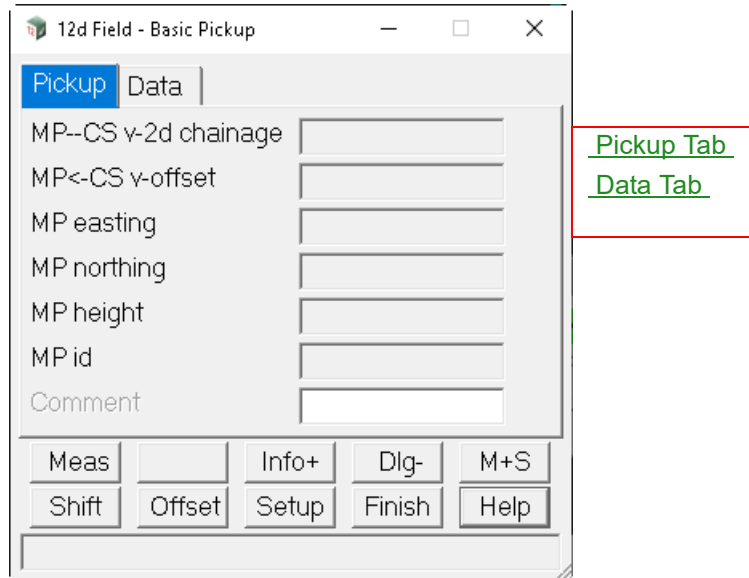 12d Field - Basic Pickup
Pickup Data
MP--CS v-2d chainage
MP<-CS v-offset
MP easting
MP northing
MP height
MP id
Comment
Meas Info+ Dlg- M+S
Shift Offset Setup Finish Help
Pickup Tab
Data Tab